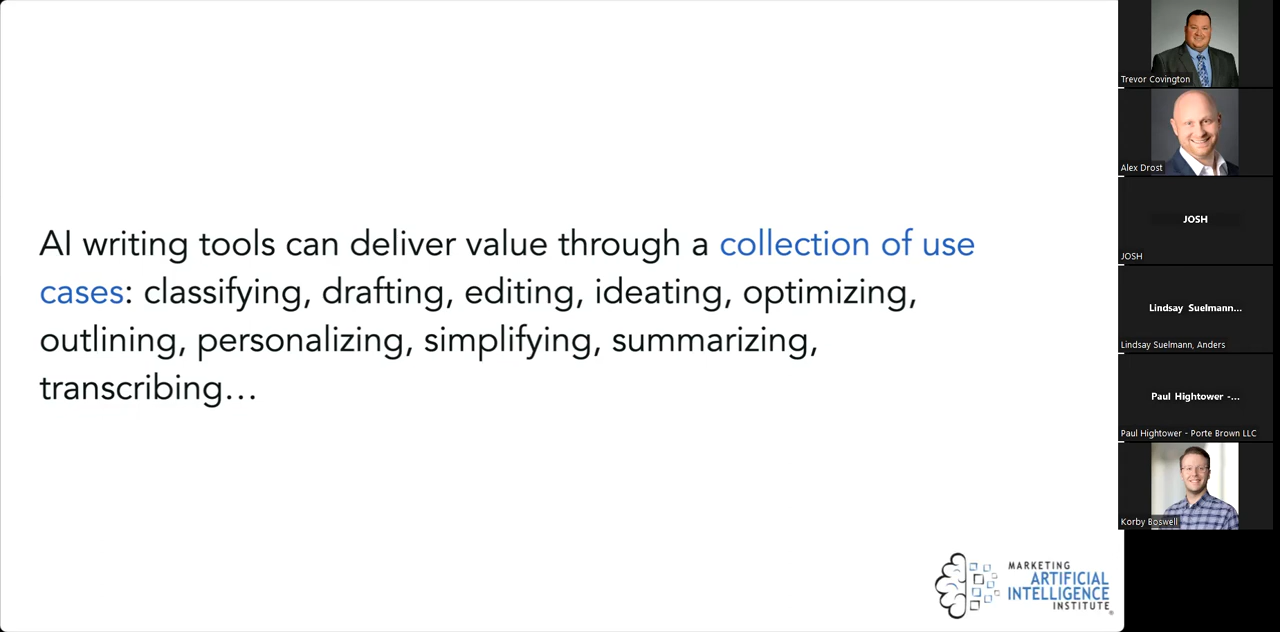 AI writing tools can deliver value through a collection of use
cases: classifying, drafting, editing, ideating, optimizing,
outlining, personalizing, simplifying, summarizing,
transcribing…
MARKETING
ARTIFICIAL
INTELLIGENCE
INSTITUTE®
Trevor Covington
Alex Drost
JOSH
JOSH
Lindsay Suelmann...
Lindsay Suelmann, Anders
Paul Hightower -...
Paul Hightower - Porte Brown LLC
Korby Boswell